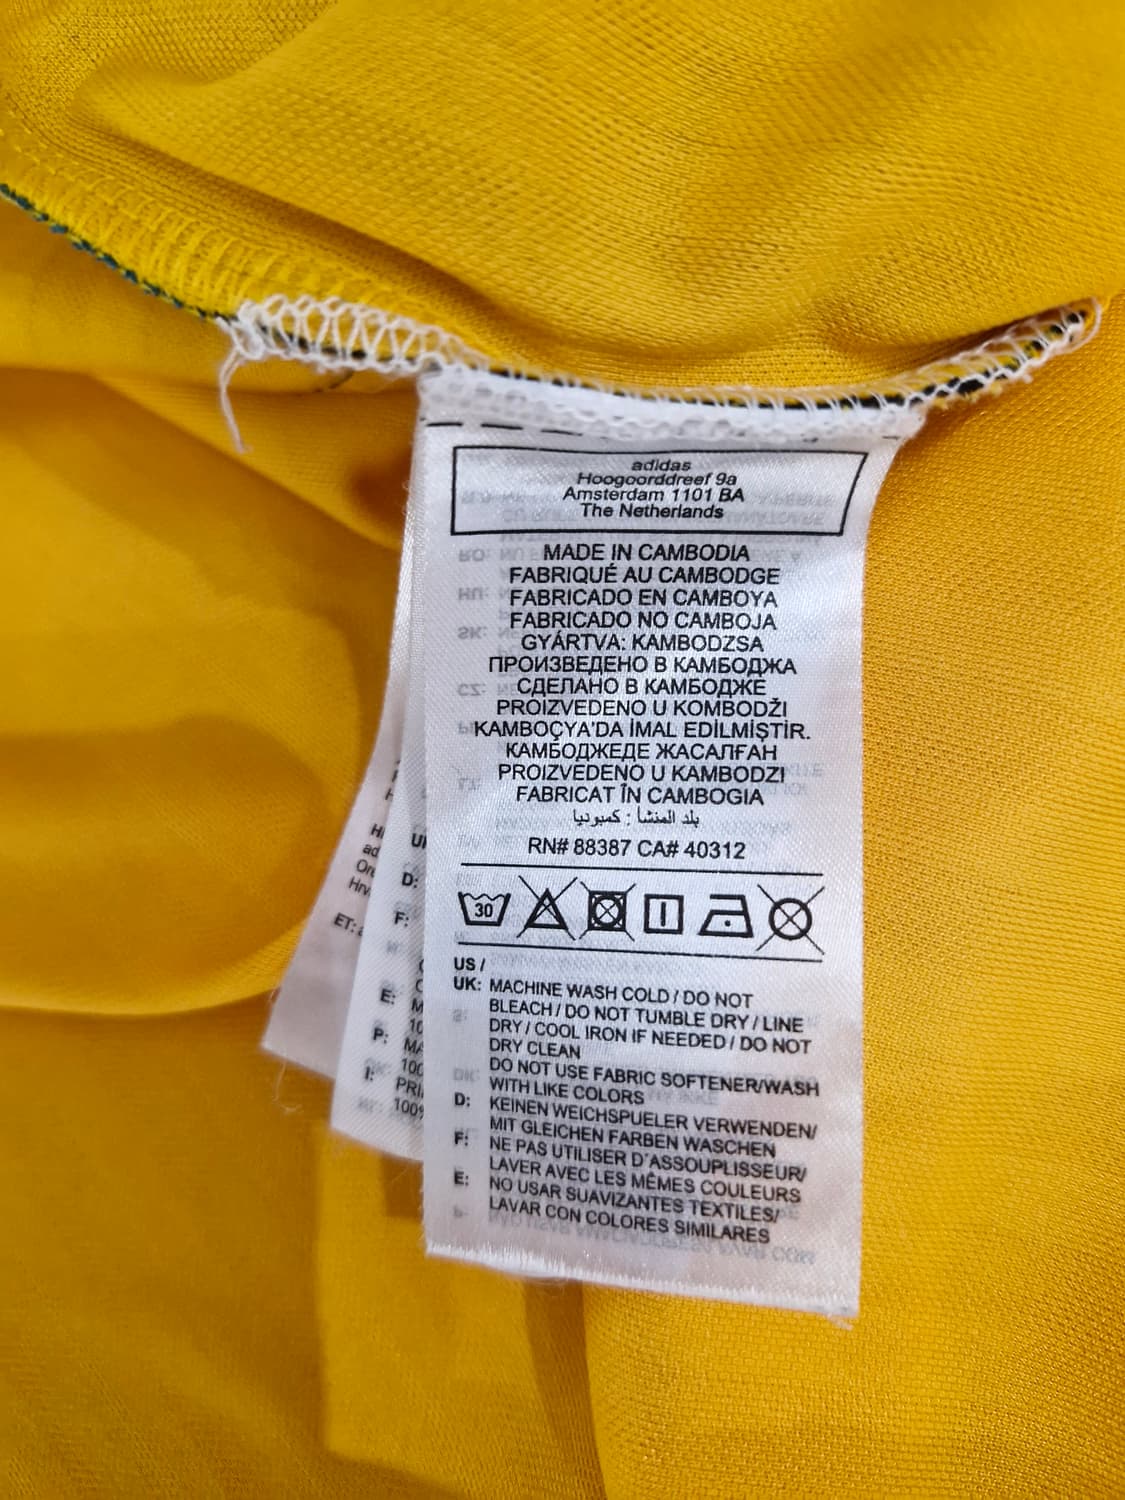 adidas
Hoogoorddreef 9a
Amsterdam 1101 BA
The Netherlands
MADE IN CAMBODIA
FABRIQUÉ AU CAMBODGE
FABRICADO EN CAMBOYA
FABRICADO NO CAMBOJA
GYÁRTVA: KAMBODZSA
ПРОИЗВЕДЕНО В КАМБОДЖА
СДЕЛАНО В КАМБОДЖЕ
PROIZVEDENO U KOMBODŽI
KAMBOÇYA'DA İMAL EDİLMİŞTİR.
КАМБОДЖЕДЕ ЖАСАЛҒАН
PROIZVEDENO U KAMBODZI
FABRICAT ÎN CAMBOGIA
بلد المنشأ : كمبوديا
RN# 88387 CA# 40312
30
US /
UK: MACHINE WASH COLD / DO NOT
BLEACH / DO NOT TUMBLE DRY / LINE
DRY / COOL IRON IF NEEDED / DO NOT
DRY CLEAN
DO NOT USE FABRIC SOFTENER/WASH
WITH LIKE COLORS
D: KEINEN WEICHSPUELER VERWENDEN/
MIT GLEICHEN FARBEN WASCHEN
F: NE PAS UTILISER D´ASSOUPLISSEUR/
LAVER AVEC LES MÊMES COULEURS
E: NO USAR SUAVIZANTES TEXTILES/
LAVAR CON COLORES SIMILARES
D:
F:
E:
P:
I:
ET: